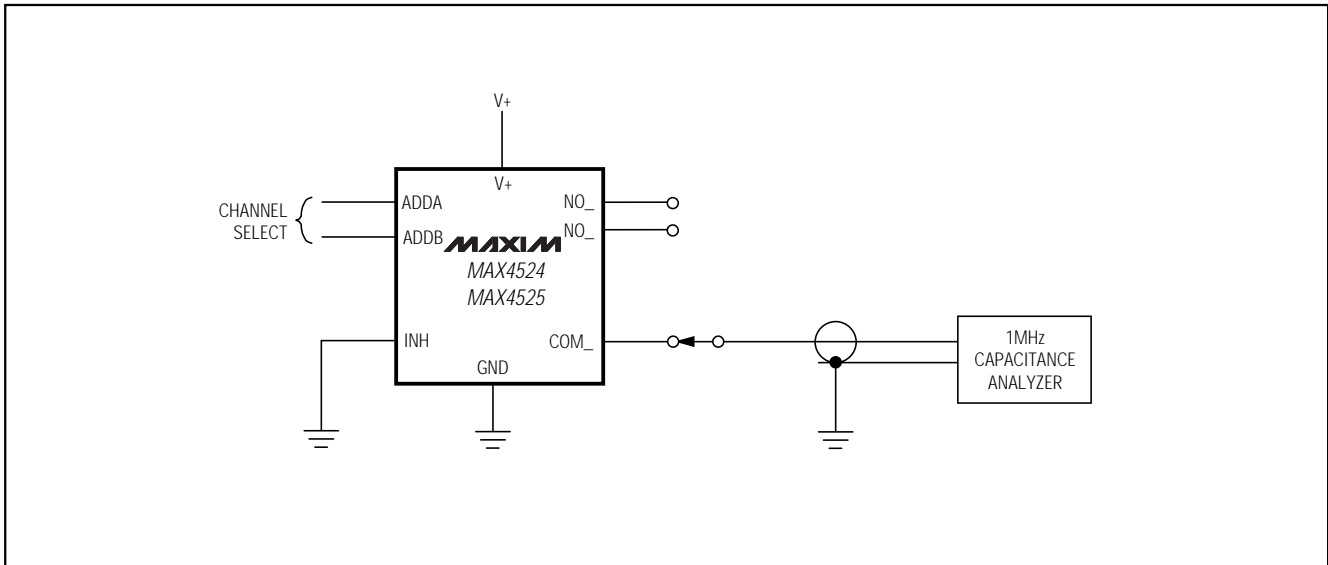 V+
V+
CHANNEL
SELECT
ADDA
ADDB
NO_
NO_
MAXIM
MAX4524
MAX4525
INH
COM_
GND
1MHz
CAPACITANCE
ANALYZER